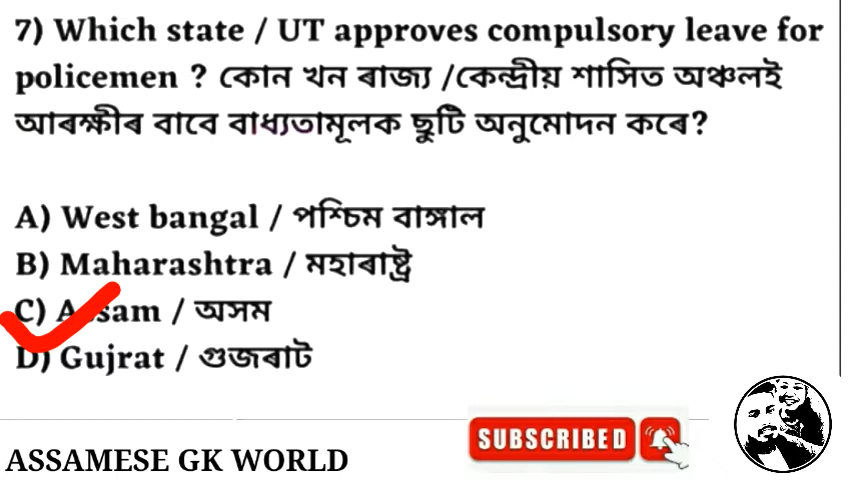 7) Which state / UT approves compulsory leave for
policemen ? কোন খন ৰাজ্য /কেন্দ্ৰীয় শাসিত অঞ্চলই
আৰক্ষীৰ বাবে বাধ্যতামূলক ছুটি অনুমোদন কৰে?
A) West bangal / পশ্চিম বাঙ্গাল
B) Maharashtra / মহাৰাষ্ট্ৰ
C) Assam / অসম
D) Gujrat / গুজৰাট
SUBSCRIBED
ASSAMESE GK WORLD